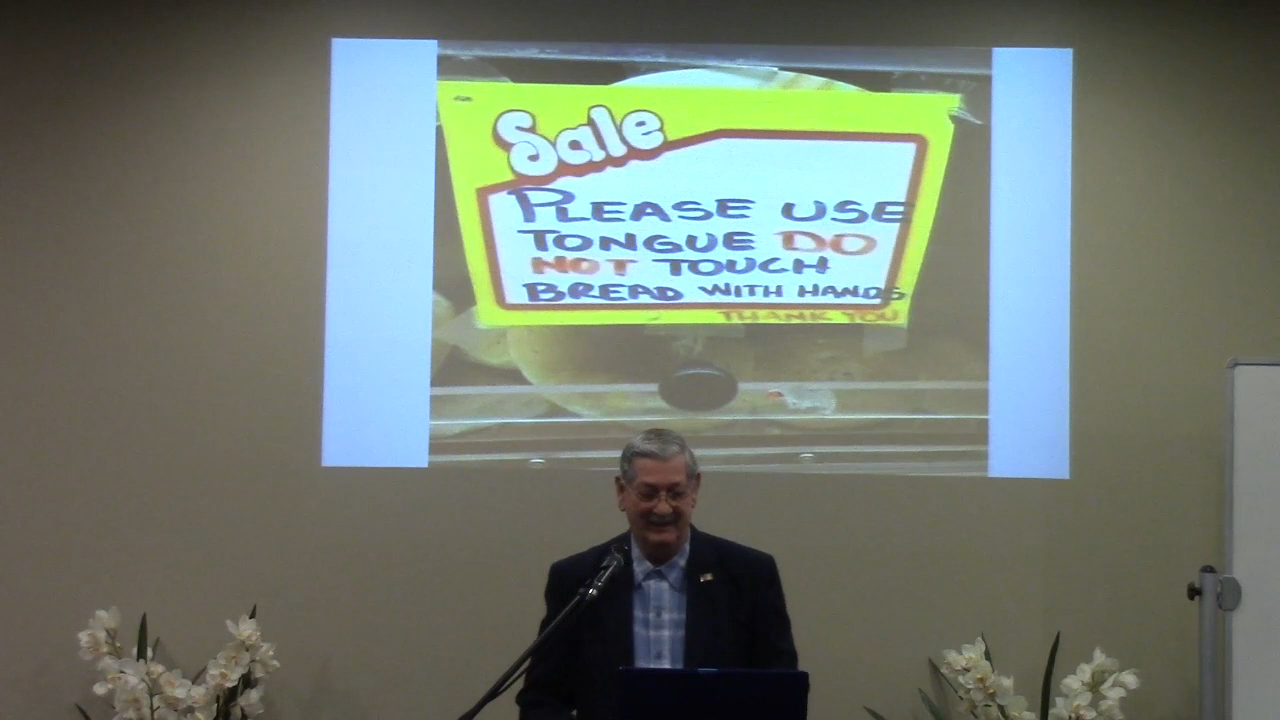 Sale
PLEASE USE
TONGUE DO
NOT TOUCH
BREAD WITH HANDS
THANK YOU